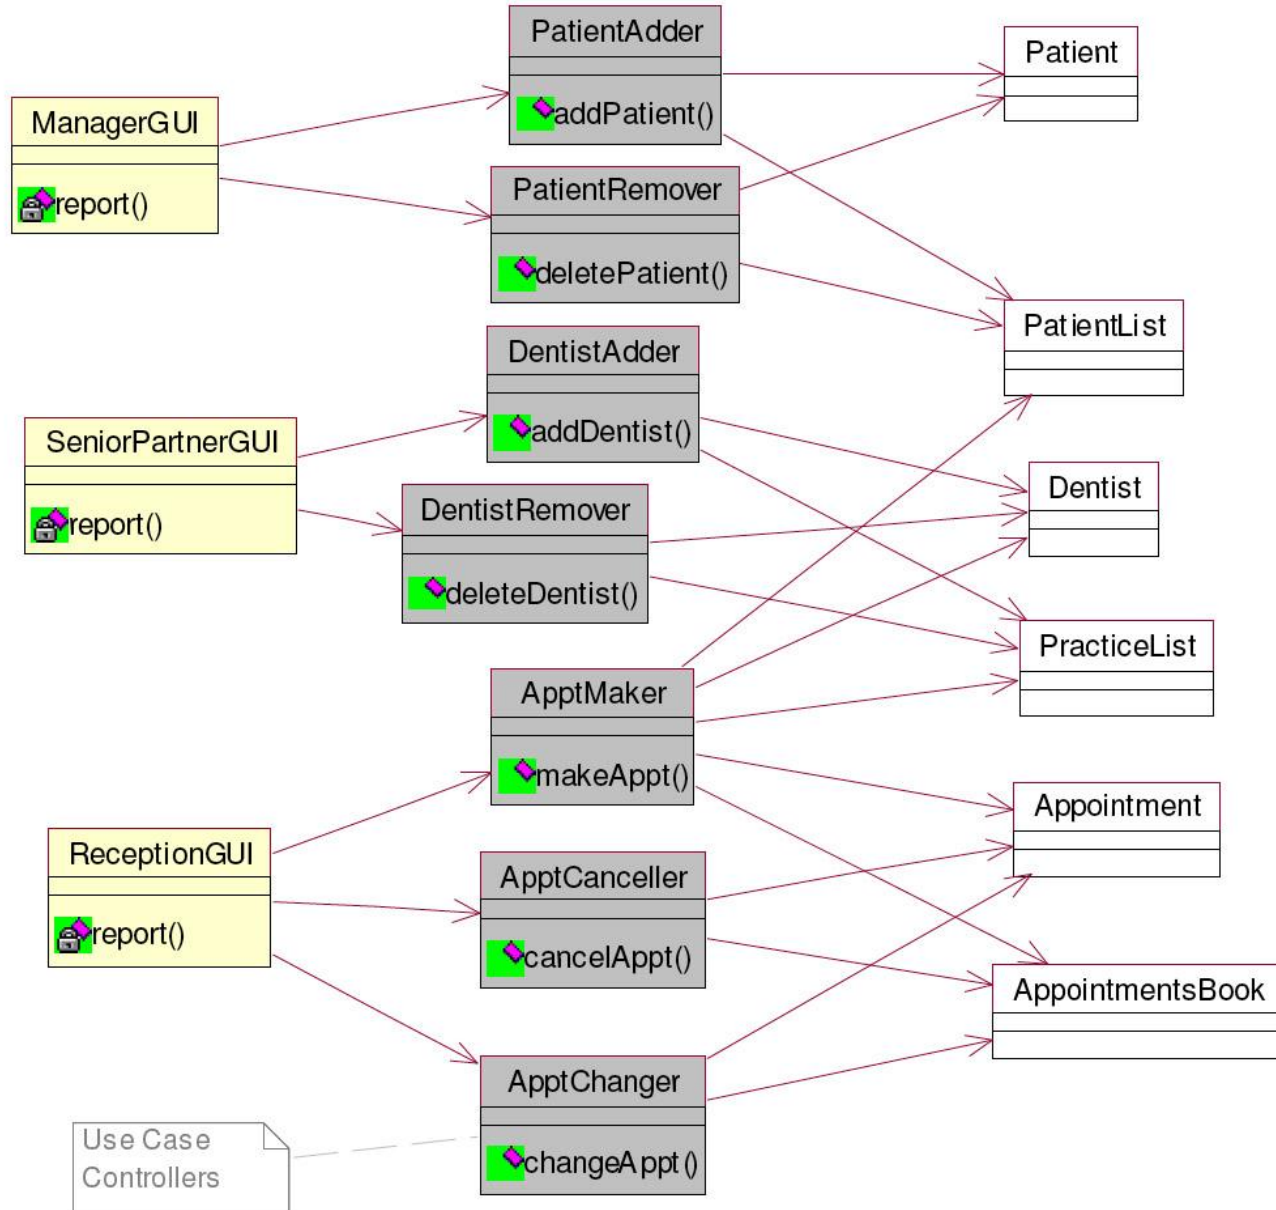 PatientAdder
addPatient()
Patient
ManagerGUI
report()
PatientRemover
deletePatient()
PatientList
DentistAdder
addDentist()
SeniorPartnerGUI
report()
Dentist
DentistRemover
deleteDentist()
PracticeList
ApptMaker
makeAppt()
Appointment
ReceptionGUI
report()
ApptCanceller
cancelAppt()
AppointmentsBook
ApptChanger
changeAppt()
Use Case
Controllers